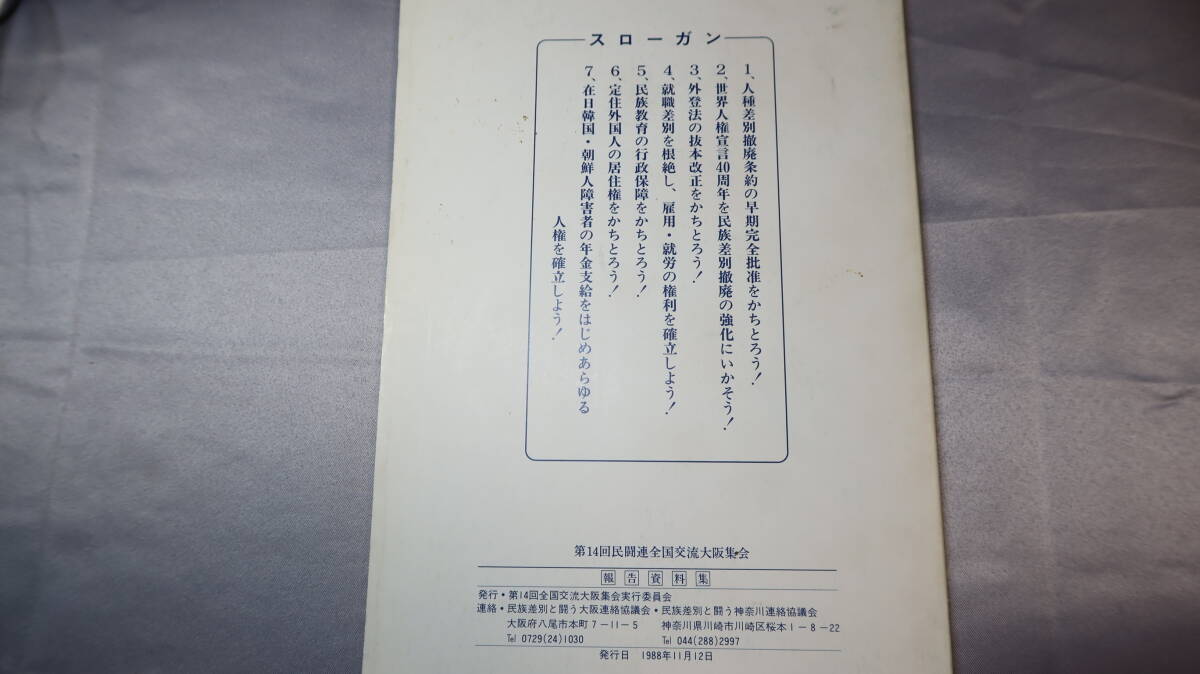 スローガン
1、人種差別撤廃条約の早期完全批准をかちとろう！
2、世界人権宣言40周年を民族差別撤廃の強化にいかそう！
3、外登法の抜本改正をかちとろう！
4、就職差別を根絶し、雇用・就労の権利を確立しよう！
5、民族教育の行政保障をかちとろう！
6、定住外国人の居住権をかちとろう！
7、在日韓国・朝鮮人障害者の年金支給をはじめあらゆる
人権を確立しよう！
第14回民闘連全国交流大阪集会
報告資料集
発行・第14回全国交流大阪集会実行委員会
連絡・民族差別と闘う大阪連絡協議会・民族差別と闘う神奈川連絡協議会
大阪府八尾市本町7－11－5 神奈川県川崎市川崎区桜本1－8－22
Tel 0729(24)1030 Tel 044(288)2997
発行日 1988年11月12日